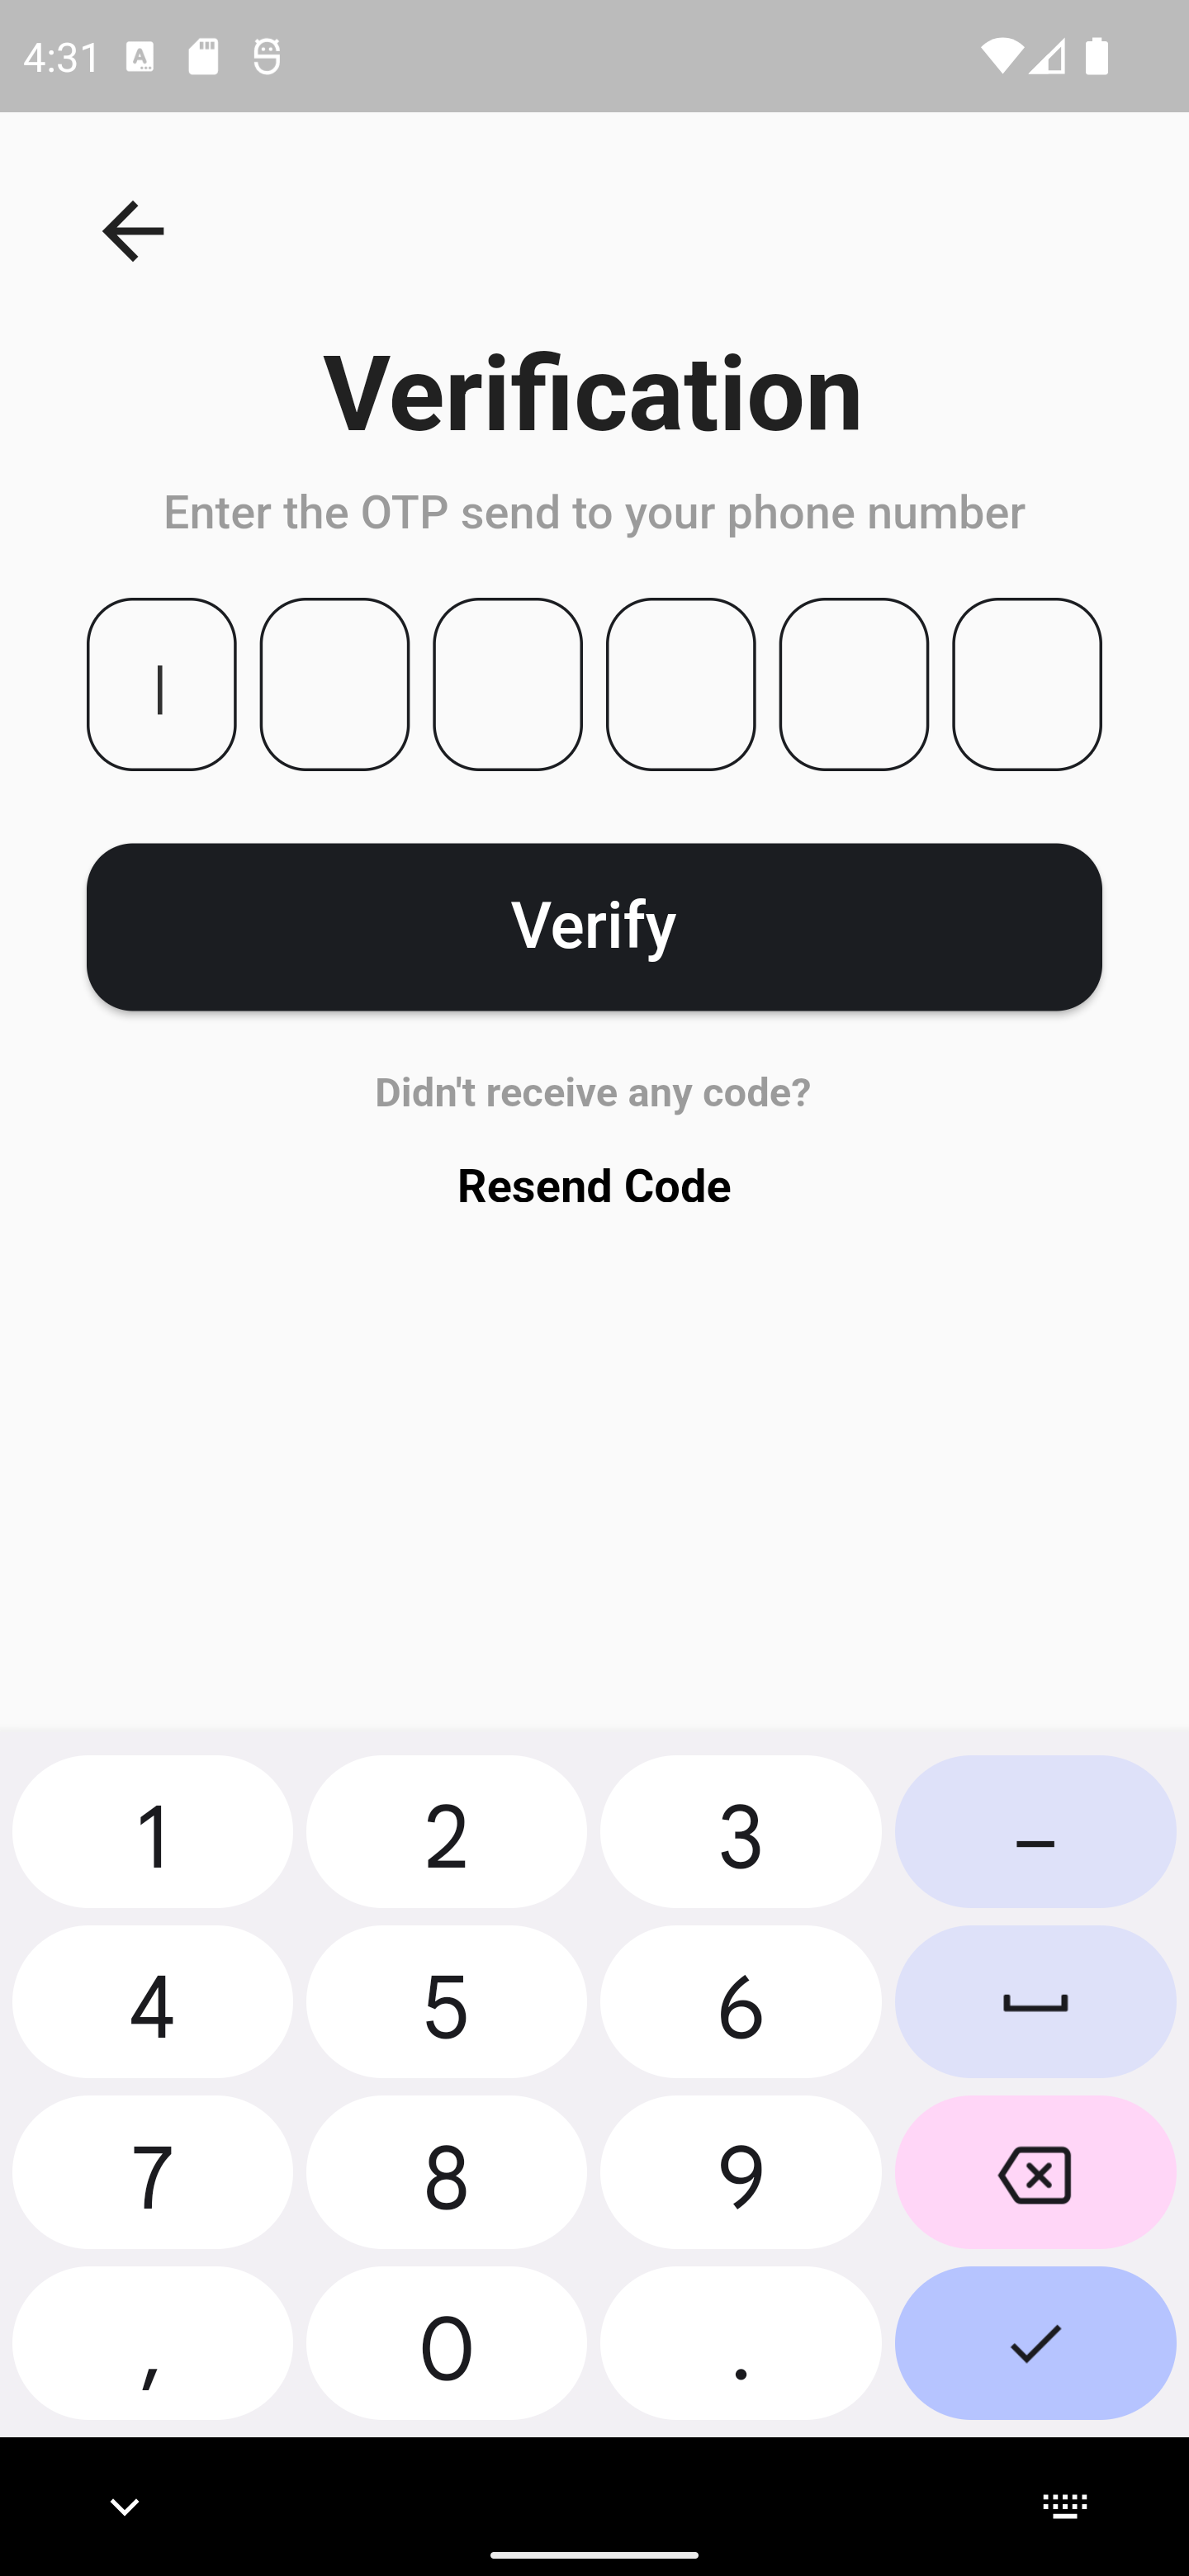 4:31
Verification
Enter the OTP send to your phone number
Verify
Didn't receive any code?
Resend Code
1 2 3 –
4 5 6
7 8 9
, 0 .